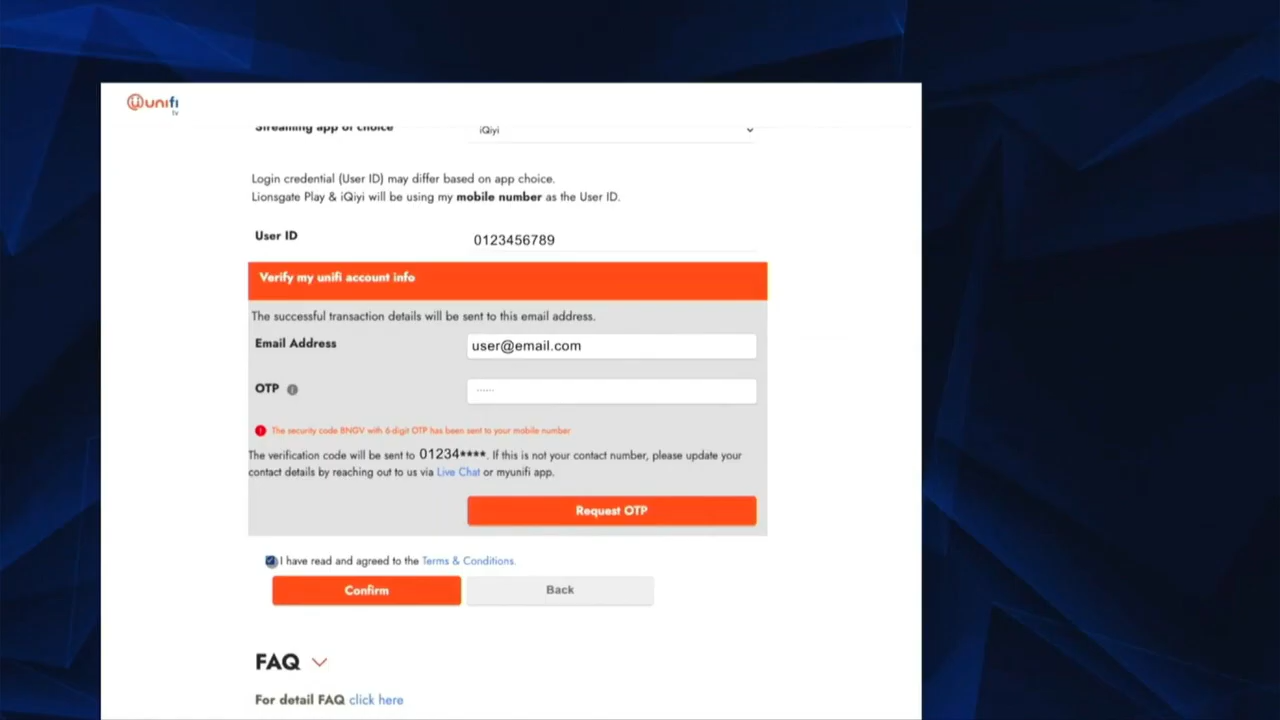 unifi
tv
Streaming app of choice
iQiyi
Login credential (User ID) may differ based on app choice.
Lionsgate Play & iQiyi will be using my mobile number as the User ID.
User ID
0123456789
Verify my unifi account info
The successful transaction details will be sent to this email address.
Email Address
user@email.com
OTP
The security code BNGV with 6-digit OTP has been sent to your mobile number
The verification code will be sent to 01234****. If this is not your contact number, please update your
contact details by reaching out to us via Live Chat or myunifi app.
Request OTP
I have read and agreed to the Terms & Conditions.
Confirm
Back
FAQ
For detail FAQ click here